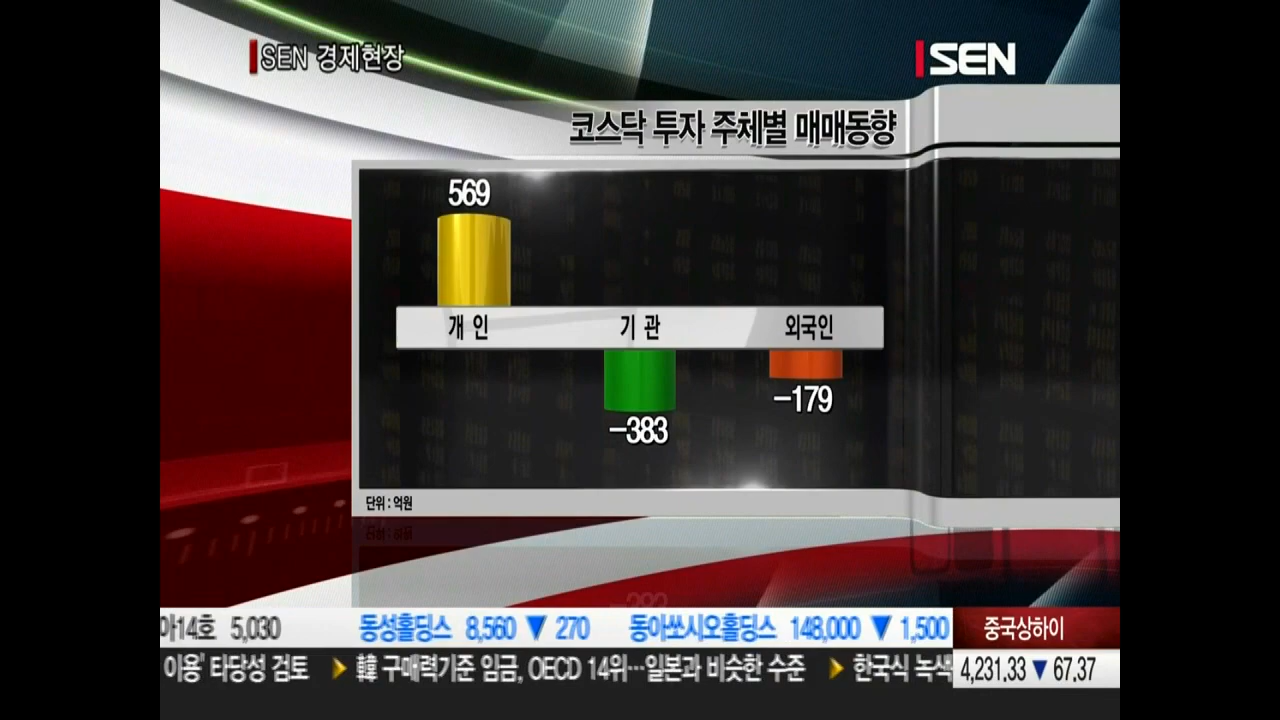 SEN 경제현장
SEN
코스닥 투자 주체별 매매동향
569
개 인 기 관 외국인
-383
-179
단위 : 억원
아14호 5,030 동성홀딩스 8,560 ▼ 270 동아쏘시오홀딩스 148,000 ▼ 1,500
중국상하이
이용' 타당성 검토 ▶ 韓 구매력기준 임금, OECD 14위…일본과 비슷한 수준 ▶ 한국식 녹색
4,231.33 ▼ 67.37